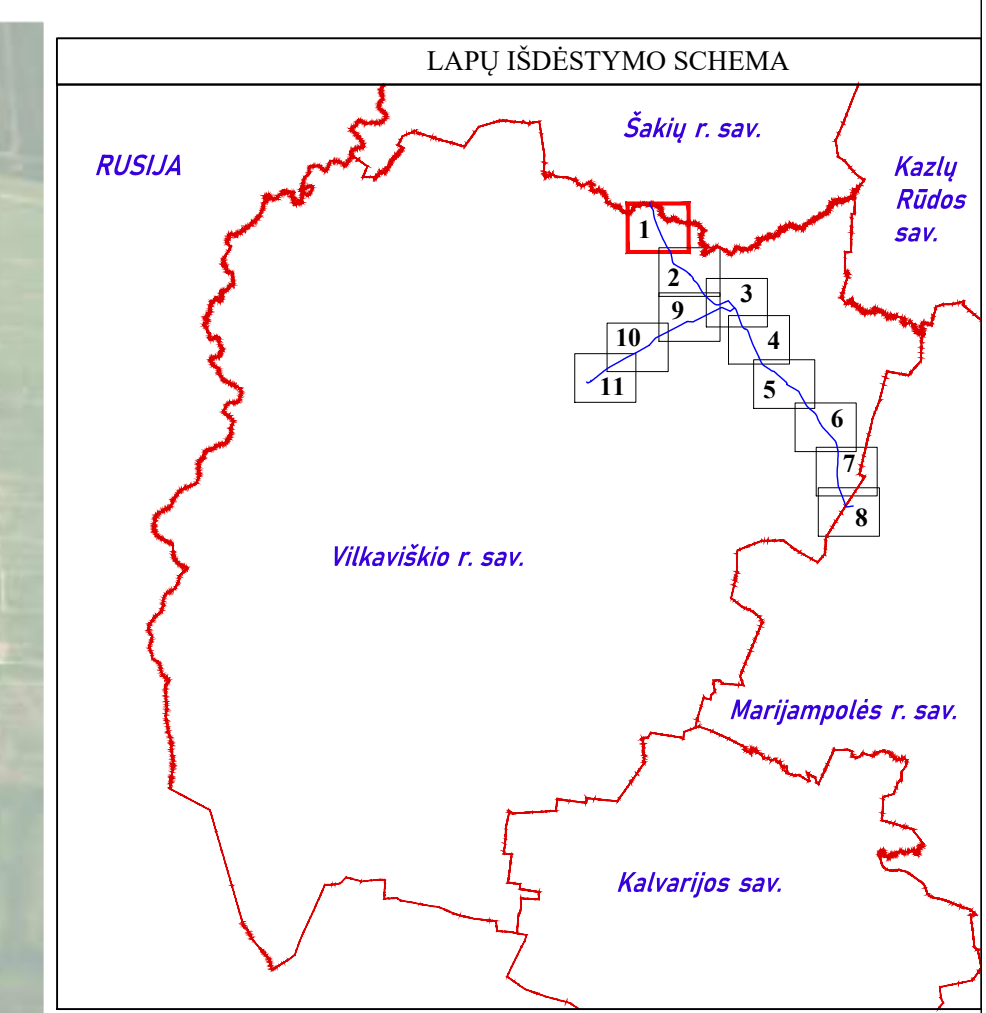 LAPŲ IŠDĖSTYMO SCHEMA
Šakių r. sav.
RUSIJA
Kazlų
Rūdos
sav.
1
2
3
9
4
10
5
11
6
7
8
Vilkaviškio r. sav.
Marijampolės r. sav.
Kalvarijos sav.